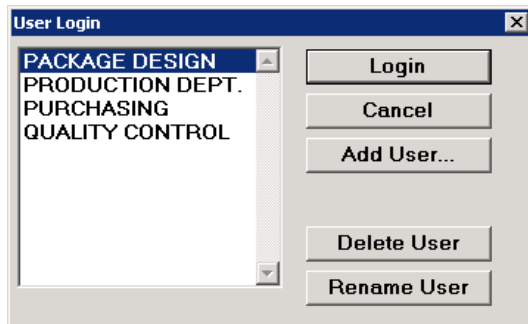 User Login
PACKAGE DESIGN
PRODUCTION DEPT.
PURCHASING
QUALITY CONTROL
Login
Cancel
Add User...
Delete User
Rename User